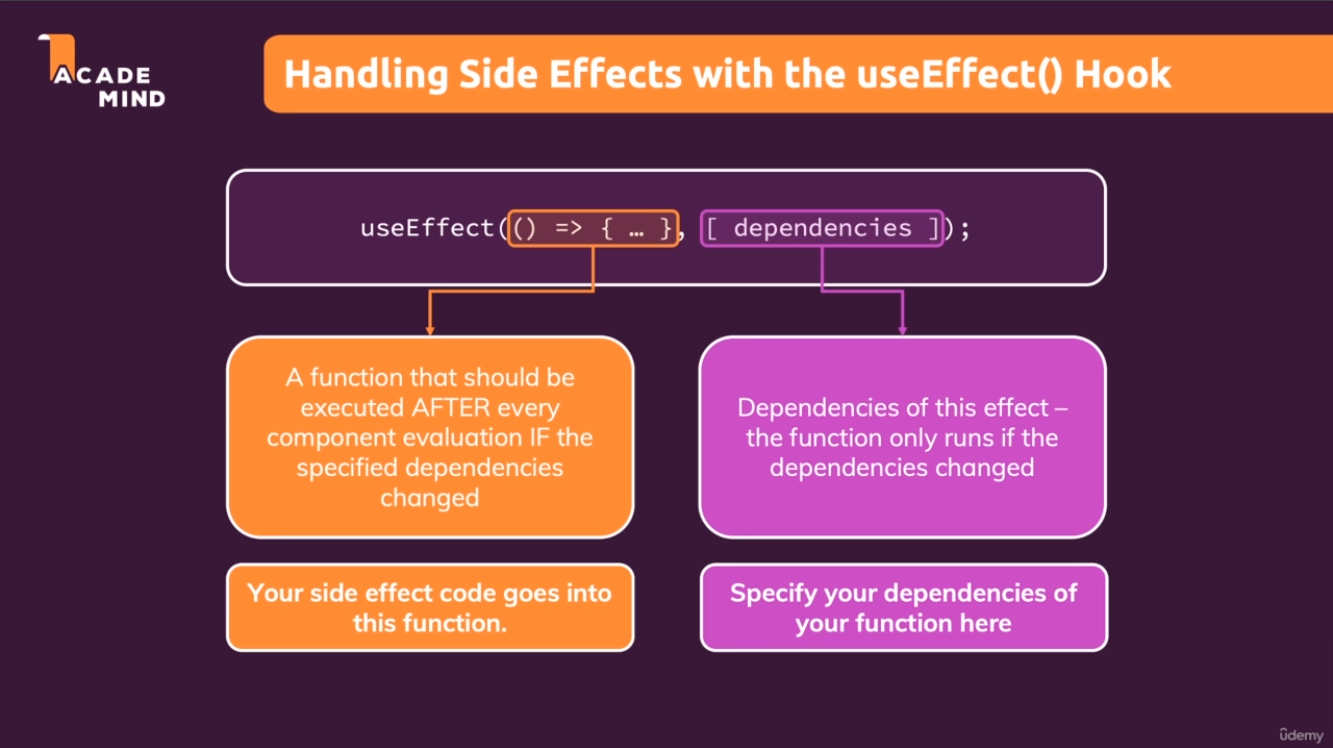 ACADE
MIND
Handling Side Effects with the useEffect() Hook
useEffect(() => { … }, [ dependencies ]);
A function that should be
executed AFTER every
component evaluation IF the
specified dependencies
changed
Dependencies of this effect –
the function only runs if the
dependencies changed
Your side effect code goes into
this function.
Specify your dependencies of
your function here
ûdemy